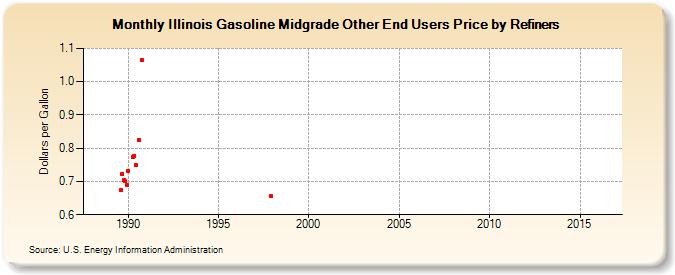 Monthly Illinois Gasoline Midgrade Other End Users Price by Refiners
Dollars per Gallon
1.1
1.0
0.9
0.8
0.7
0.6
1990 1995 2000 2005 2010 2015
Source: U.S. Energy Information Administration